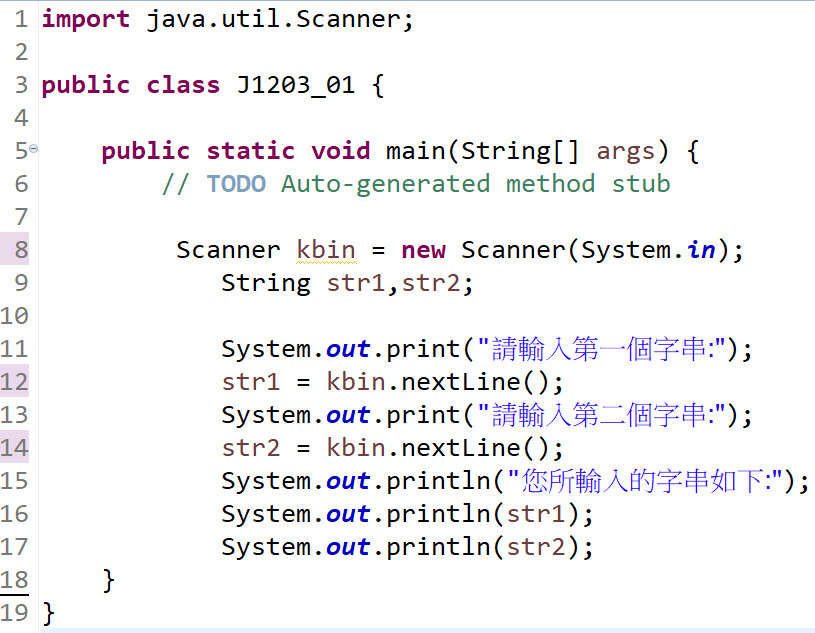 1 import java.util.Scanner;
2
3 public class J1203_01 {
4
5 public static void main(String[] args) {
6 // TODO Auto-generated method stub
7
8 Scanner kbin = new Scanner(System.in);
9 String str1,str2;
10
11 System.out.print("請輸入第一個字串:");
12 str1 = kbin.nextLine();
13 System.out.print("請輸入第二個字串:");
14 str2 = kbin.nextLine();
15 System.out.println("您所輸入的字串如下:");
16 System.out.println(str1);
17 System.out.println(str2);
18 }
19 }